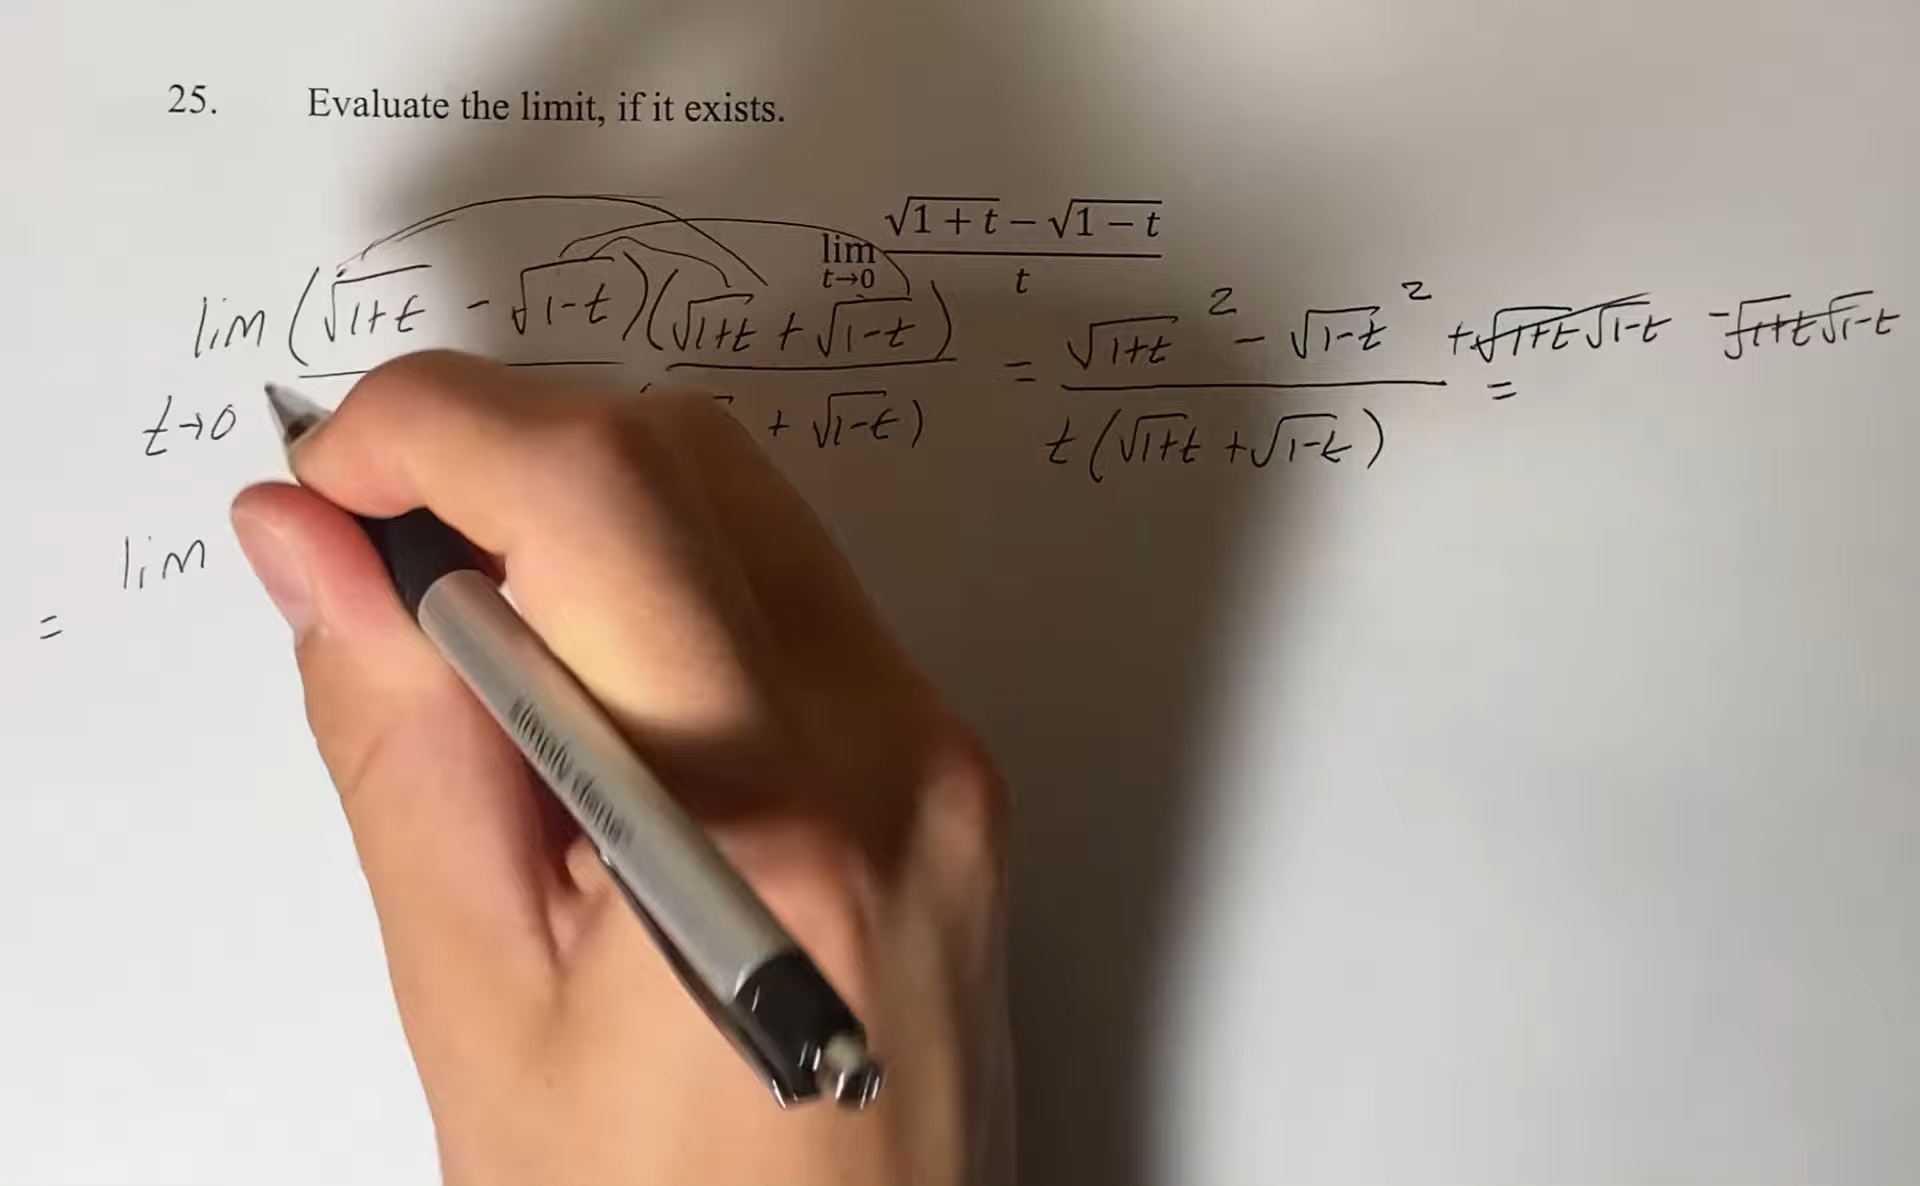 25. Evaluate the limit, if it exists.
lim t→0 (√(1+t) − √(1−t))/t
lim (√(1+t) − √(1−t))(√(1+t) + √(1−t)) = √(1+t)² − √(1−t)² + √(1+t)√(1−t) − √(1+t)√(1−t)
t→0 + √(1−t)) t(√(1+t) + √(1−t)) =
lim
=
simply